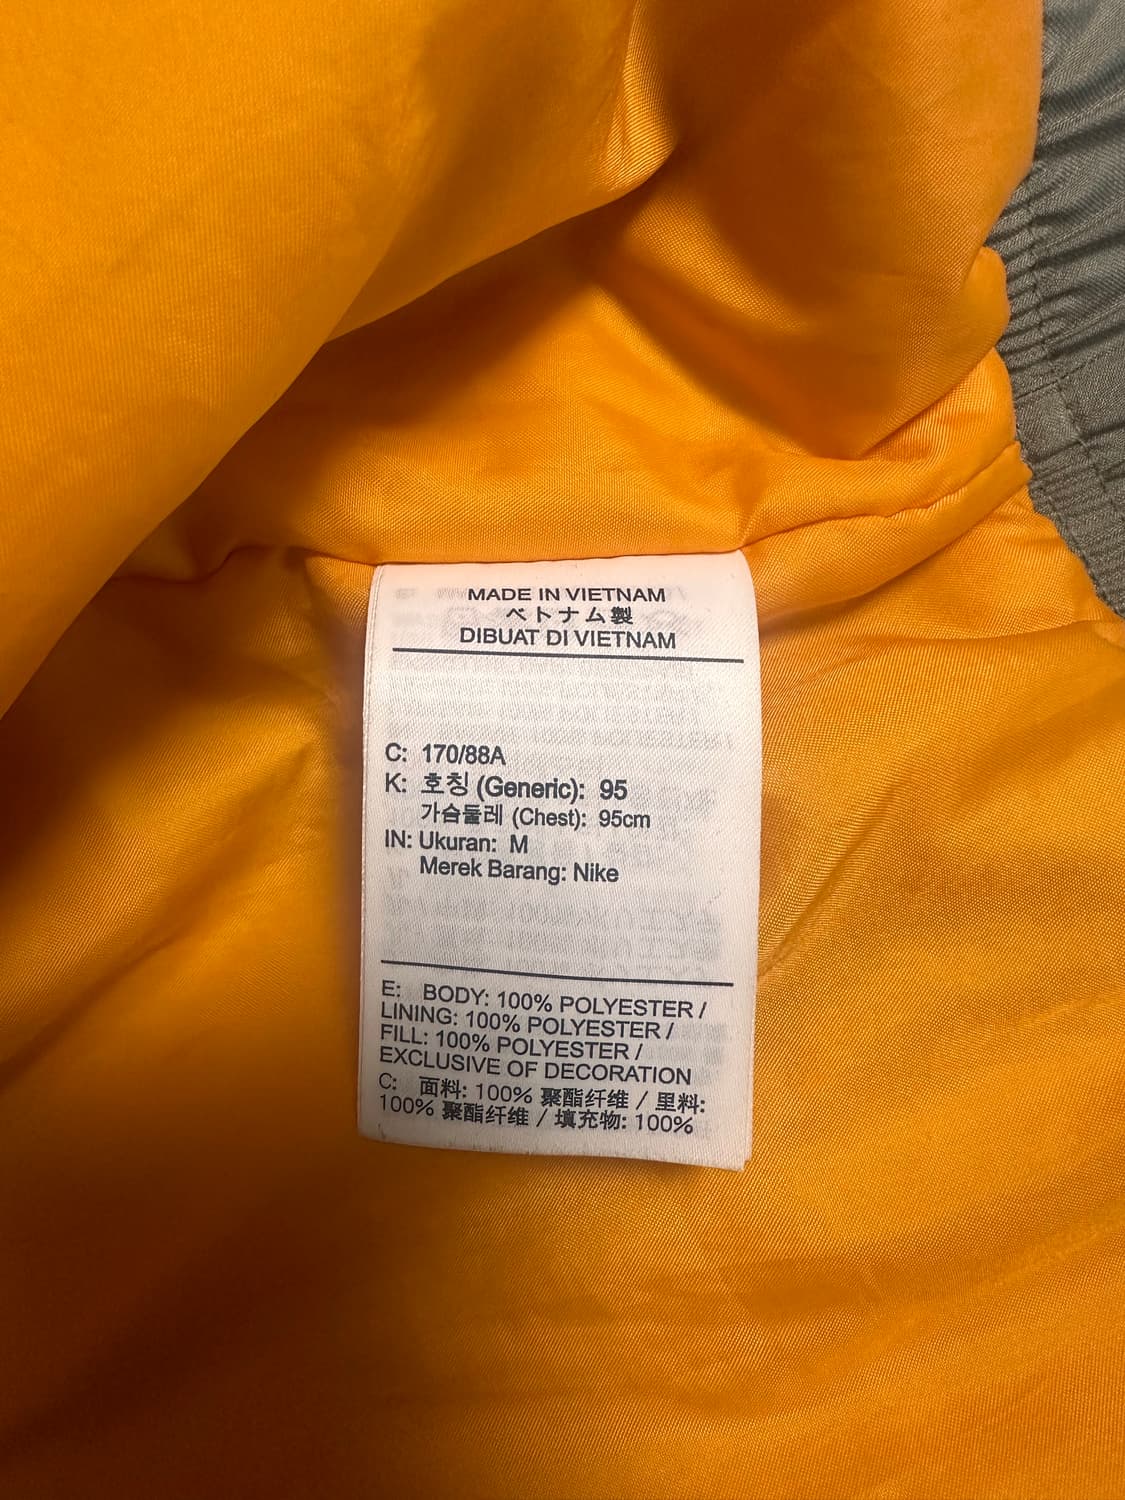 MADE IN VIETNAM
ベトナム製
DIBUAT DI VIETNAM
C: 170/88A
K: 호칭 (Generic): 95
가슴둘레 (Chest): 95cm
IN: Ukuran: M
Merek Barang: Nike
E: BODY: 100% POLYESTER /
LINING: 100% POLYESTER /
FILL: 100% POLYESTER /
EXCLUSIVE OF DECORATION
C: 面料: 100% 聚酯纤维 / 里料:
100% 聚酯纤维 / 填充物: 100%